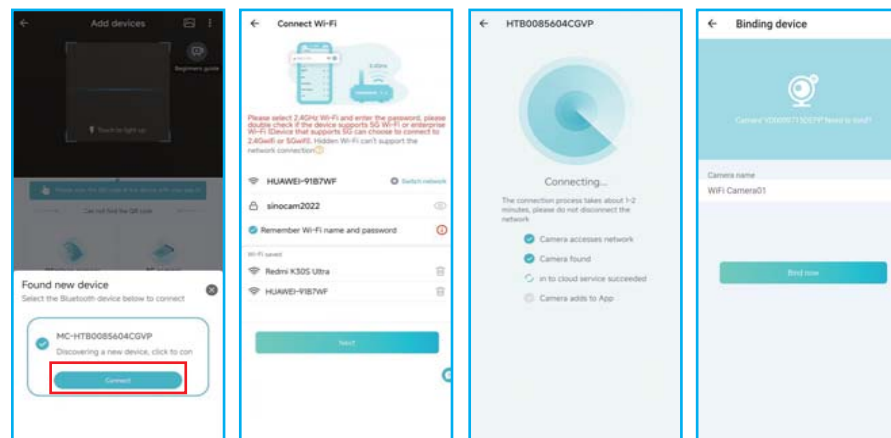 Add devices
Beginners guide
Touch to light up
Can not find the QR code
Found new device
Select the Bluetooth device below to connect
MC-HTB0085604CGVP
Discovering a new device, click to con
Connect
Connect Wi-Fi
Please select 2.4GHz Wi-Fi and enter the password, please
double check if the device supports 5G Wi-Fi or enterprise
Wi-Fi (Device that supports 5G can choose to connect to
2.4Gwifi or 5Gwifi). Hidden Wi-Fi can't support the
network connection
HUAWEI-91B7WF
Switch network
sinocam2022
Remember Wi-Fi name and password
Wi-Fi saved
Redmi K30S Ultra
HUAWEI-91B7WF
Next
HTB0085604CGVP
Connecting...
The connection process takes about 1-2
minutes, please do not disconnect the
network
Camera accesses network
Camera found
in to cloud service succeeded
Camera adds to App
Binding device
Need to bind?
Camera name
WiFi Camera01
Bind now